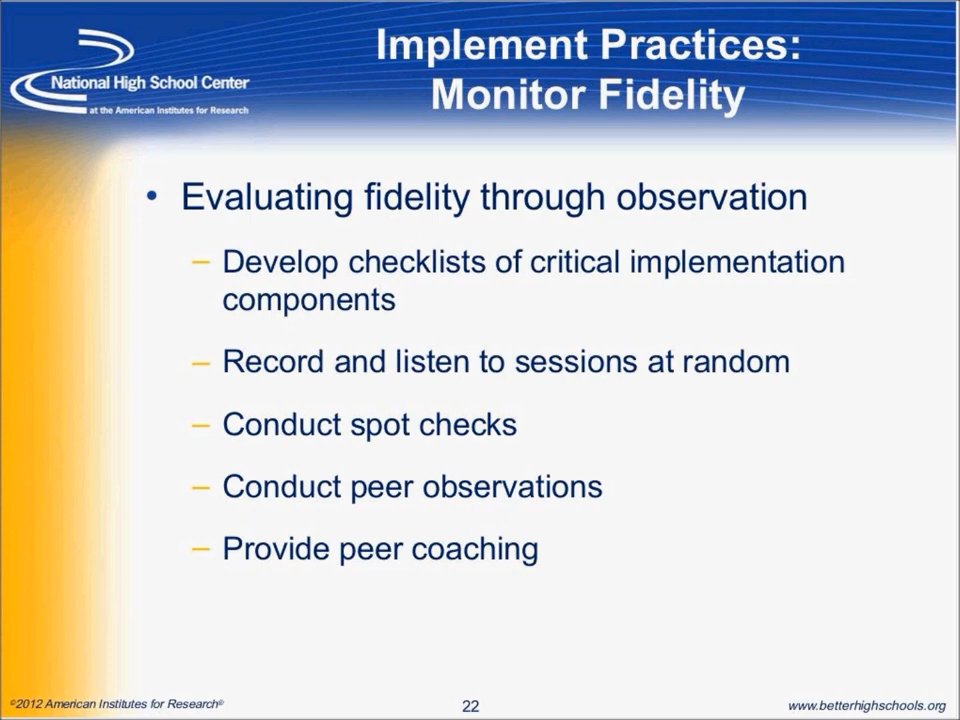 Implement Practices:
Monitor Fidelity
National High School Center
at the American Institutes for Research
• Evaluating fidelity through observation
– Develop checklists of critical implementation
components
– Record and listen to sessions at random
– Conduct spot checks
– Conduct peer observations
– Provide peer coaching
©2012 American Institutes for Research®
22
www.betterhighschools.org